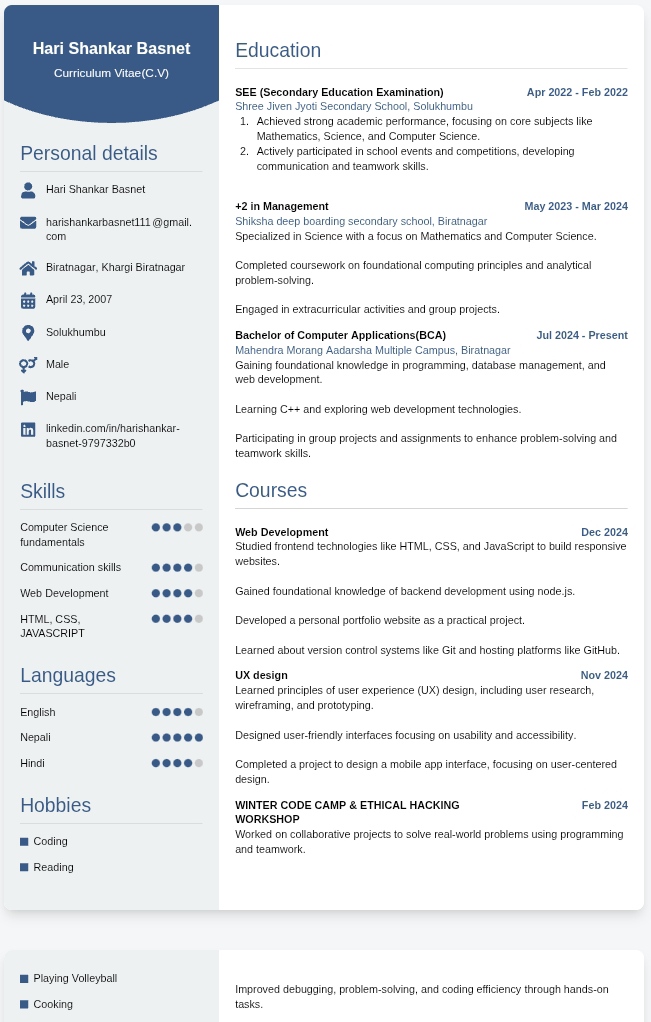 Hari Shankar Basnet
Curriculum Vitae(C.V)
Personal details
Hari Shankar Basnet
harishankarbasnet111@gmail.
com
Biratnagar, Khargi Biratnagar
April 23, 2007
Solukhumbu
Male
Nepali
linkedin.com/in/harishankar-
basnet-9797332b0
Skills
Computer Science
fundamentals
Communication skills
Web Development
HTML, CSS,
JAVASCRIPT
Languages
English
Nepali
Hindi
Hobbies
Coding
Reading
Education
SEE (Secondary Education Examination) Apr 2022 - Feb 2022
Shree Jiven Jyoti Secondary School, Solukhumbu
1. Achieved strong academic performance, focusing on core subjects like
Mathematics, Science, and Computer Science.
2. Actively participated in school events and competitions, developing
communication and teamwork skills.
+2 in Management May 2023 - Mar 2024
Shiksha deep boarding secondary school, Biratnagar
Specialized in Science with a focus on Mathematics and Computer Science.
Completed coursework on foundational computing principles and analytical
problem-solving.
Engaged in extracurricular activities and group projects.
Bachelor of Computer Applications(BCA) Jul 2024 - Present
Mahendra Morang Aadarsha Multiple Campus, Biratnagar
Gaining foundational knowledge in programming, database management, and
web development.
Learning C++ and exploring web development technologies.
Participating in group projects and assignments to enhance problem-solving and
teamwork skills.
Courses
Web Development Dec 2024
Studied frontend technologies like HTML, CSS, and JavaScript to build responsive
websites.
Gained foundational knowledge of backend development using node.js.
Developed a personal portfolio website as a practical project.
Learned about version control systems like Git and hosting platforms like GitHub.
UX design Nov 2024
Learned principles of user experience (UX) design, including user research,
wireframing, and prototyping.
Designed user-friendly interfaces focusing on usability and accessibility.
Completed a project to design a mobile app interface, focusing on user-centered
design.
WINTER CODE CAMP & ETHICAL HACKING Feb 2024
WORKSHOP
Worked on collaborative projects to solve real-world problems using programming
and teamwork.
Playing Volleyball
Cooking
Improved debugging, problem-solving, and coding efficiency through hands-on
tasks.